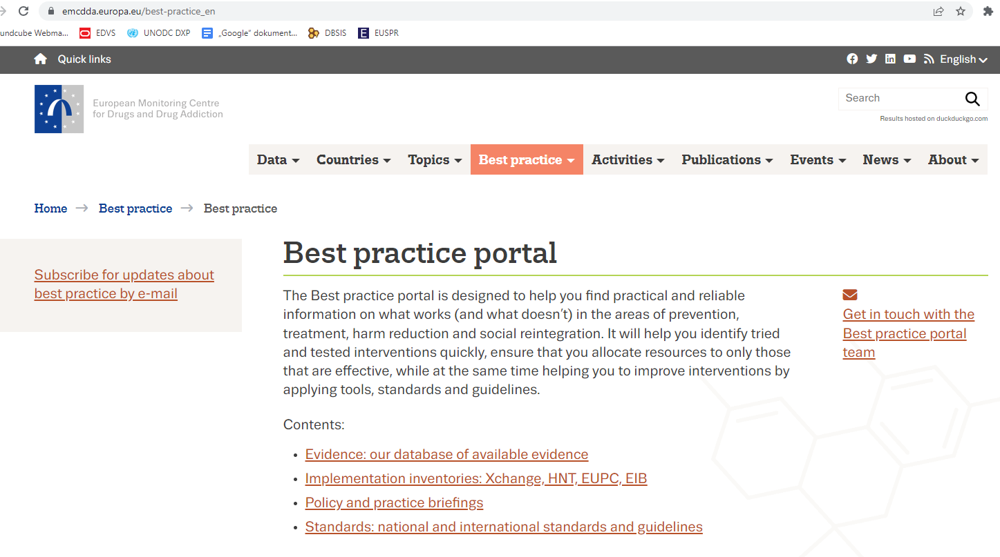 emcdda.europa.eu/best-practice_en
undcube Webma... EDVS UNODC DXP „Google“ dokument... DBSIS E EUSPR
Quick links English
European Monitoring Centre
for Drugs and Drug Addiction
Search
Results hosted on duckduckgo.com
Data Countries Topics Best practice Activities Publications Events News About
Home → Best practice → Best practice
Subscribe for updates about
best practice by e-mail
Best practice portal
The Best practice portal is designed to help you find practical and reliable
information on what works (and what doesn’t) in the areas of prevention,
treatment, harm reduction and social reintegration. It will help you identify tried
and tested interventions quickly, ensure that you allocate resources to only those
that are effective, while at the same time helping you to improve interventions by
applying tools, standards and guidelines.
Get in touch with the
Best practice portal
team
Contents:
• Evidence: our database of available evidence
• Implementation inventories: Xchange, HNT, EUPC, EIB
• Policy and practice briefings
• Standards: national and international standards and guidelines